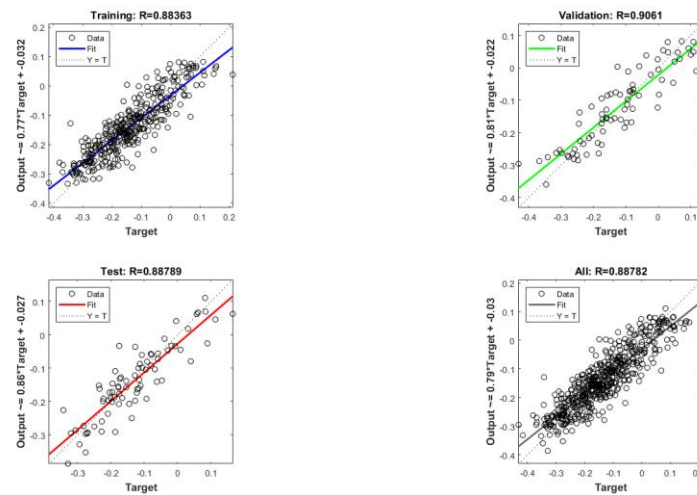 Training: R=0.88363
Output ~= 0.77*Target + -0.032
Data
Fit
Y = T
0.2
0.1
0
-0.1
-0.2
-0.3
-0.4
-0.4 -0.3 -0.2 -0.1 0 0.1 0.2
Target
Validation: R=0.9061
Output ~= 0.81*Target + -0.022
Data
Fit
Y = T
0.1
0
-0.1
-0.2
-0.3
-0.4
-0.4 -0.3 -0.2 -0.1 0 0.1
Target
Test: R=0.88789
Output ~= 0.86*Target + -0.027
Data
Fit
Y = T
0.1
0
-0.1
-0.2
-0.3
-0.3 -0.2 -0.1 0 0.1
Target
All: R=0.88782
Output ~= 0.79*Target + -0.03
Data
Fit
Y = T
0.2
0.1
0
-0.1
-0.2
-0.3
-0.4
-0.4 -0.3 -0.2 -0.1 0 0.1
Target